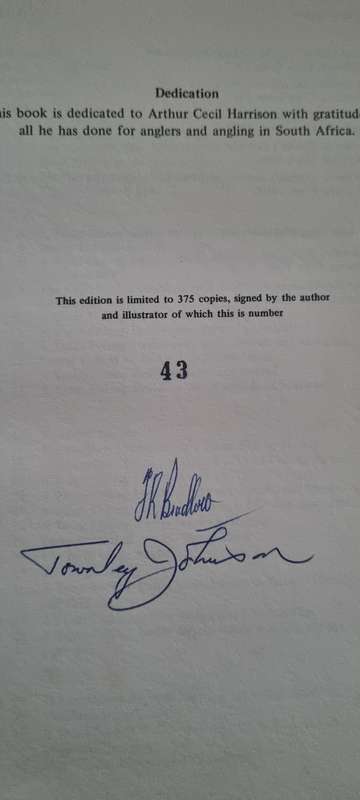 Dedication
is book is dedicated to Arthur Cecil Harrison with gratitud
all he has done for anglers and angling in South Africa.
This edition is limited to 375 copies, signed by the author
and illustrator of which this is number
43
Townley Johnson